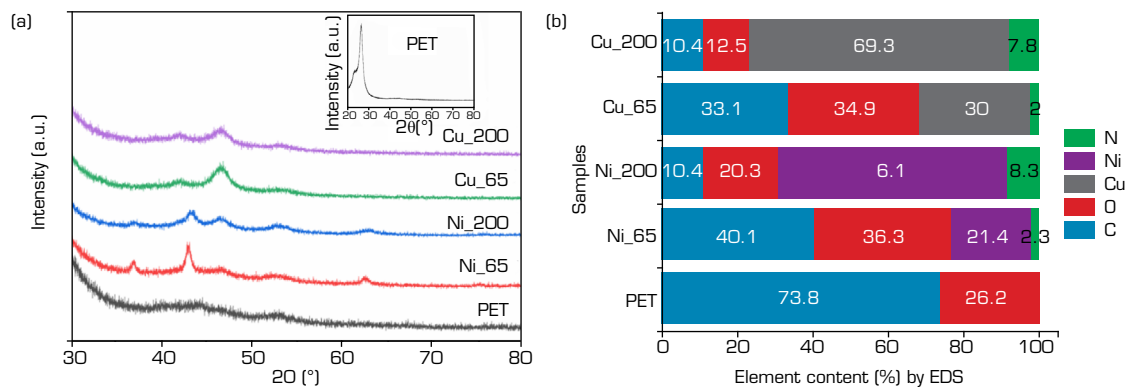 (a)
Intensity (a.u.)
Intensity (a.u.)
PET
20 30 40 50 60 70 80
2θ(°)
Cu_200
Cu_65
Ni_200
Ni_65
PET
30 40 50 60 70 80
2O (°)
(b)
Samples
Cu_200 10.4 12.5 69.3 7.8
Cu_65 33.1 34.9 30 2
Ni_200 10.4 20.3 6.1 8.3
Ni_65 40.1 36.3 21.4 2.3
PET 73.8 26.2
0 20 40 60 80 100
Element content (%) by EDS
N
Ni
Cu
O
C